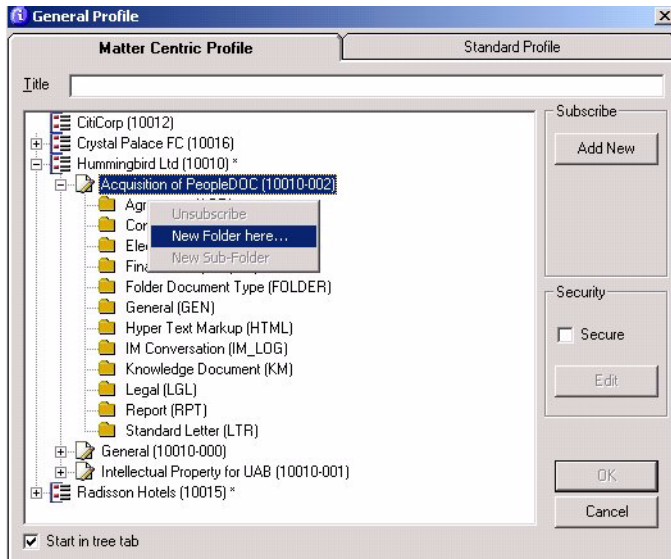 General Profile
Matter Centric Profile
Standard Profile
Title
CitiCorp (10012)
Crystal Palace FC (10016)
Hummingbird Ltd (10010) *
Acquisition of PeopleDOC (10010-002)
Unsubscribe
New Folder here...
New Sub-Folder
Folder Document Type (FOLDER)
General (GEN)
Hyper Text Markup (HTML)
IM Conversation (IM_LOG)
Knowledge Document (KM)
Legal (LGL)
Report (RPT)
Standard Letter (LTR)
General (10010-000)
Intellectual Property for UAB (10010-001)
Radisson Hotels (10015) *
Start in tree tab
Subscribe
Add New
Security
Secure
Edit
OK
Cancel